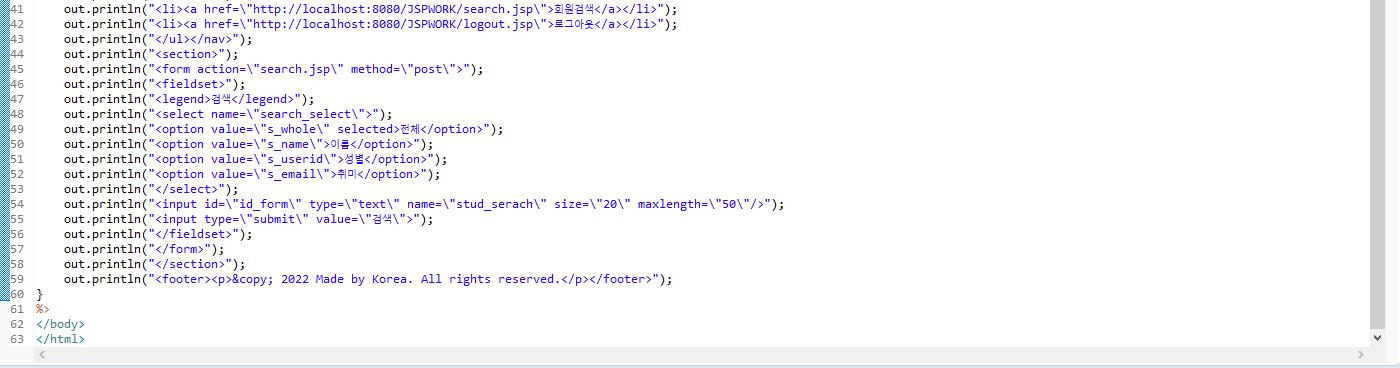 41 out.println("<li><a href=\"http://localhost:8080/JSPWORK/search.jsp\">회원검색</a></li>");
42 out.println("<li><a href=\"http://localhost:8080/JSPWORK/logout.jsp\">로그아웃</a></li>");
43 out.println("</ul></nav>");
44 out.println("<section>");
45 out.println("<form action=\"search.jsp\" method=\"post\">");
46 out.println("<fieldset>");
47 out.println("<legend>검색</legend>");
48 out.println("<select name=\"search_select\">");
49 out.println("<option value=\"s_whole\" selected>전체</option>");
50 out.println("<option value=\"s_name\">이름</option>");
51 out.println("<option value=\"s_userid\">성별</option>");
52 out.println("<option value=\"s_email\">취미</option>");
53 out.println("</select>");
54 out.println("<input id=\"id_form\" type=\"text\" name=\"stud_serach\" size=\"20\" maxlength=\"50\"/>");
55 out.println("<input type=\"submit\" value=\"검색\">");
56 out.println("</fieldset>");
57 out.println("</form>");
58 out.println("</section>");
59 out.println("<footer><p>&copy; 2022 Made by Korea. All rights reserved.</p></footer>");
60 }
61 %>
62 </body>
63 </html>